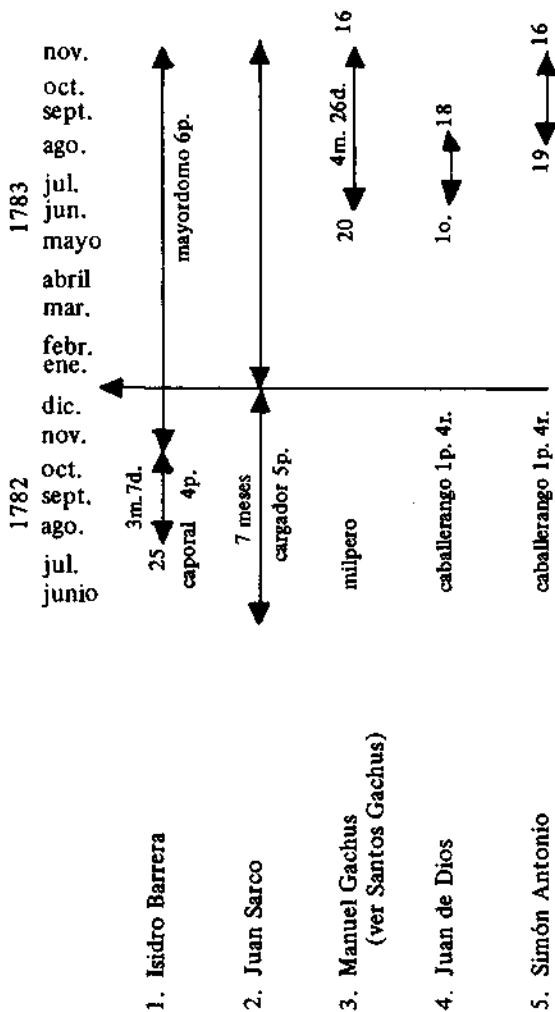 1782 1783
junio jul. ago. sept. oct. nov. dic. ene. febr. mar. abril mayo jun. jul. ago. sept. oct. nov.
1. Isidro Barrera
25 3m.7d.
caporal 4p. mayordomo 6p.
2. Juan Sarco
7 meses
cargador 5p.
3. Manuel Gachus milpero 20 4m. 26d. 16
(ver Santos Gachus)
4. Juan de Dios caballerango 1p. 4r. 1o. 18
5. Simón Antonio caballerango 1p. 4r. 19 16